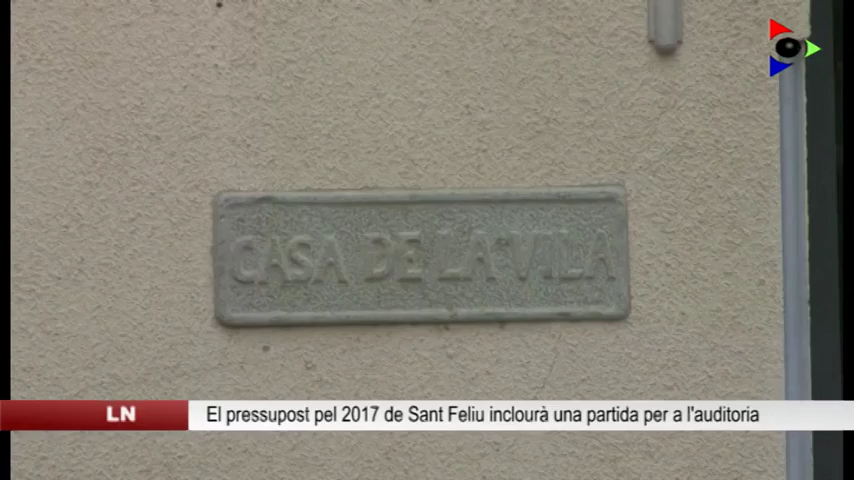 CASA DE LA VILA
LN
El pressupost pel 2017 de Sant Feliu inclourà una partida per a l'auditoria